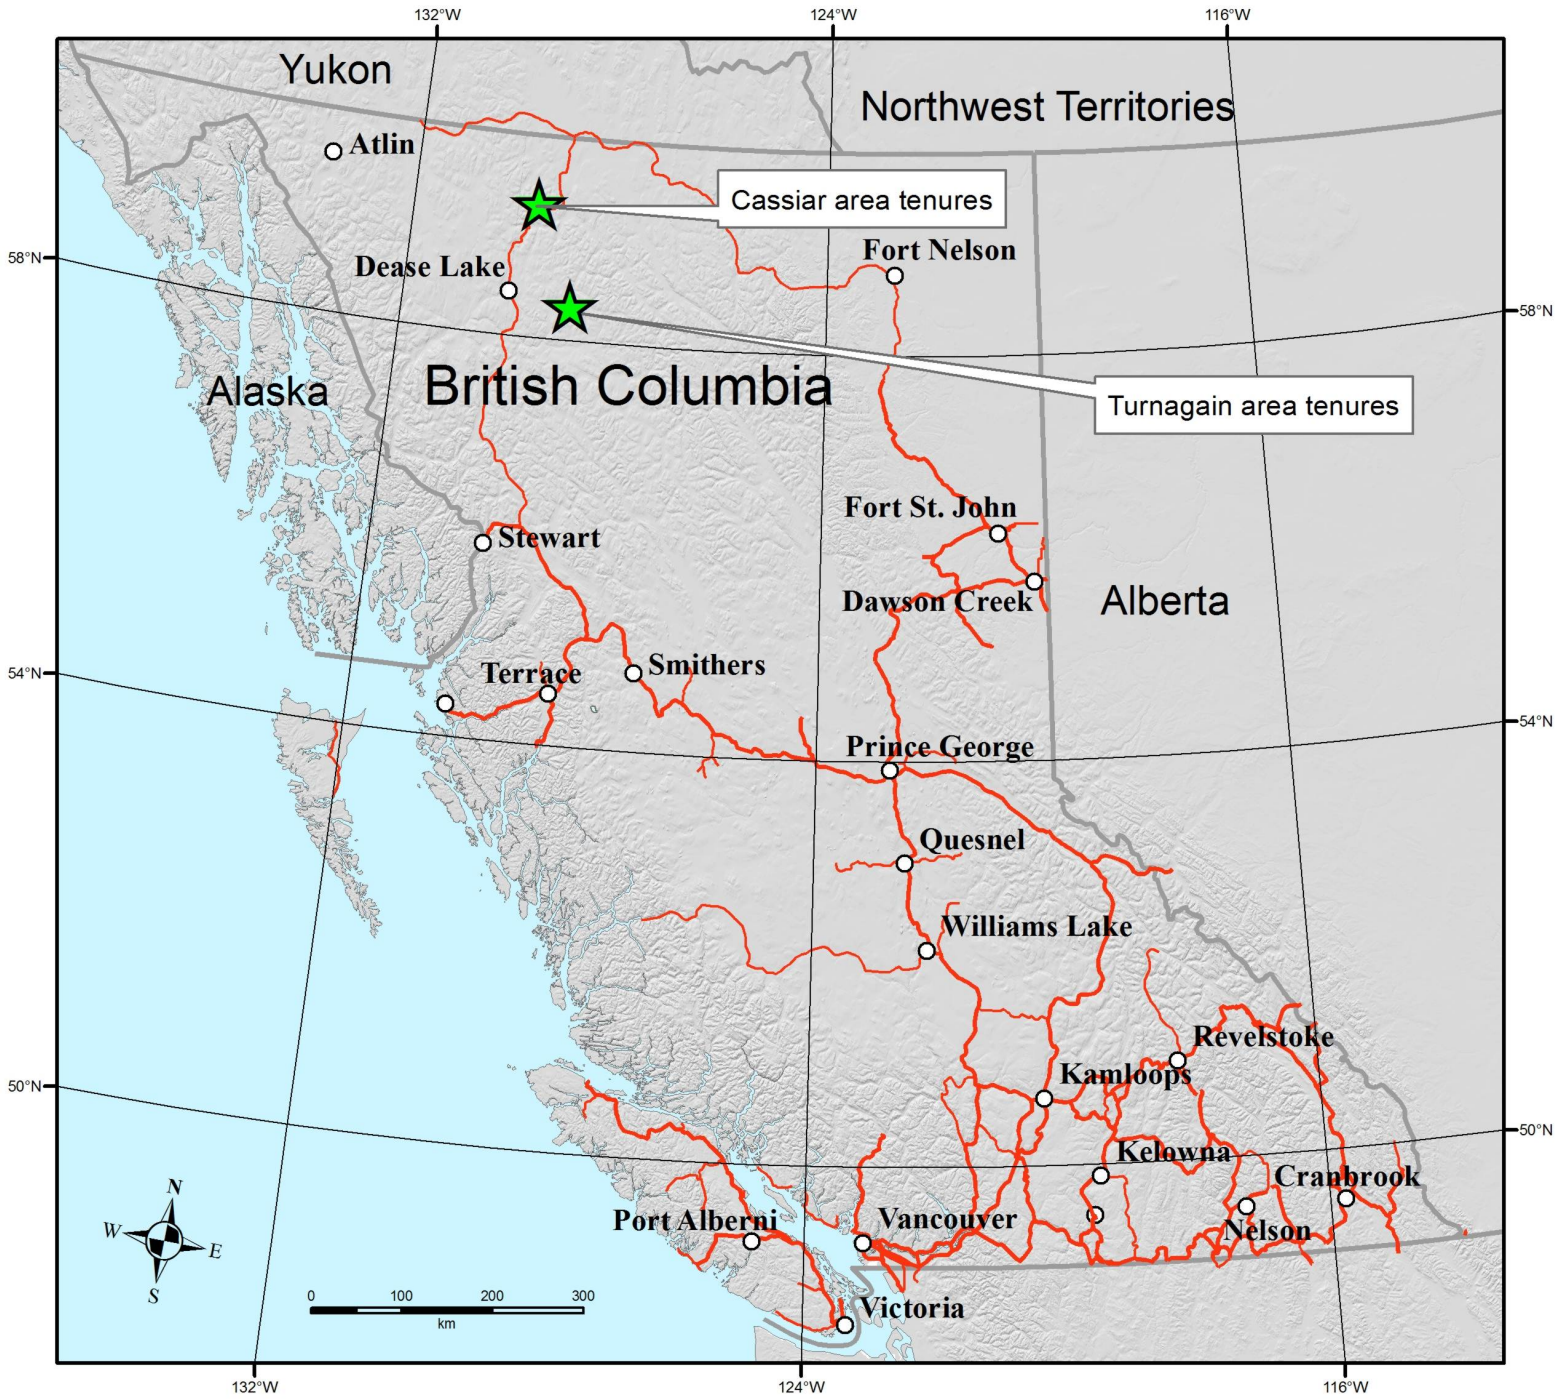 132°W 124°W 116°W
Yukon
Northwest Territories
Atlin
Cassiar area tenures
Fort Nelson
58°N
Dease Lake
58°N
Alaska
British Columbia
Turnagain area tenures
Fort St. John
Stewart
Dawson Creek
Alberta
54°N
Terrace
Smithers
54°N
Prince George
Quesnel
Williams Lake
Revelstoke
50°N
Kamloops
50°N
Kelowna
Cranbrook
N
W
E
S
Port Alberni
Vancouver
Nelson
0 100 200 300
km
Victoria
132°W 124°W 116°W